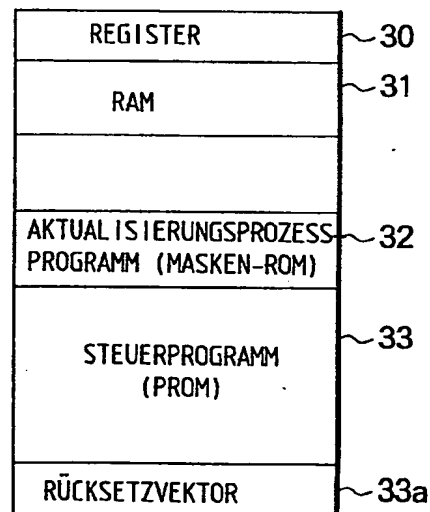 REGISTER 30
RAM 31
AKTUALISIERUNGSPROZESS- 32
PROGRAMM (MASKEN-ROM)
STEUERPROGRAMM 33
(PROM)
RÜCKSETZVEKTOR 33a